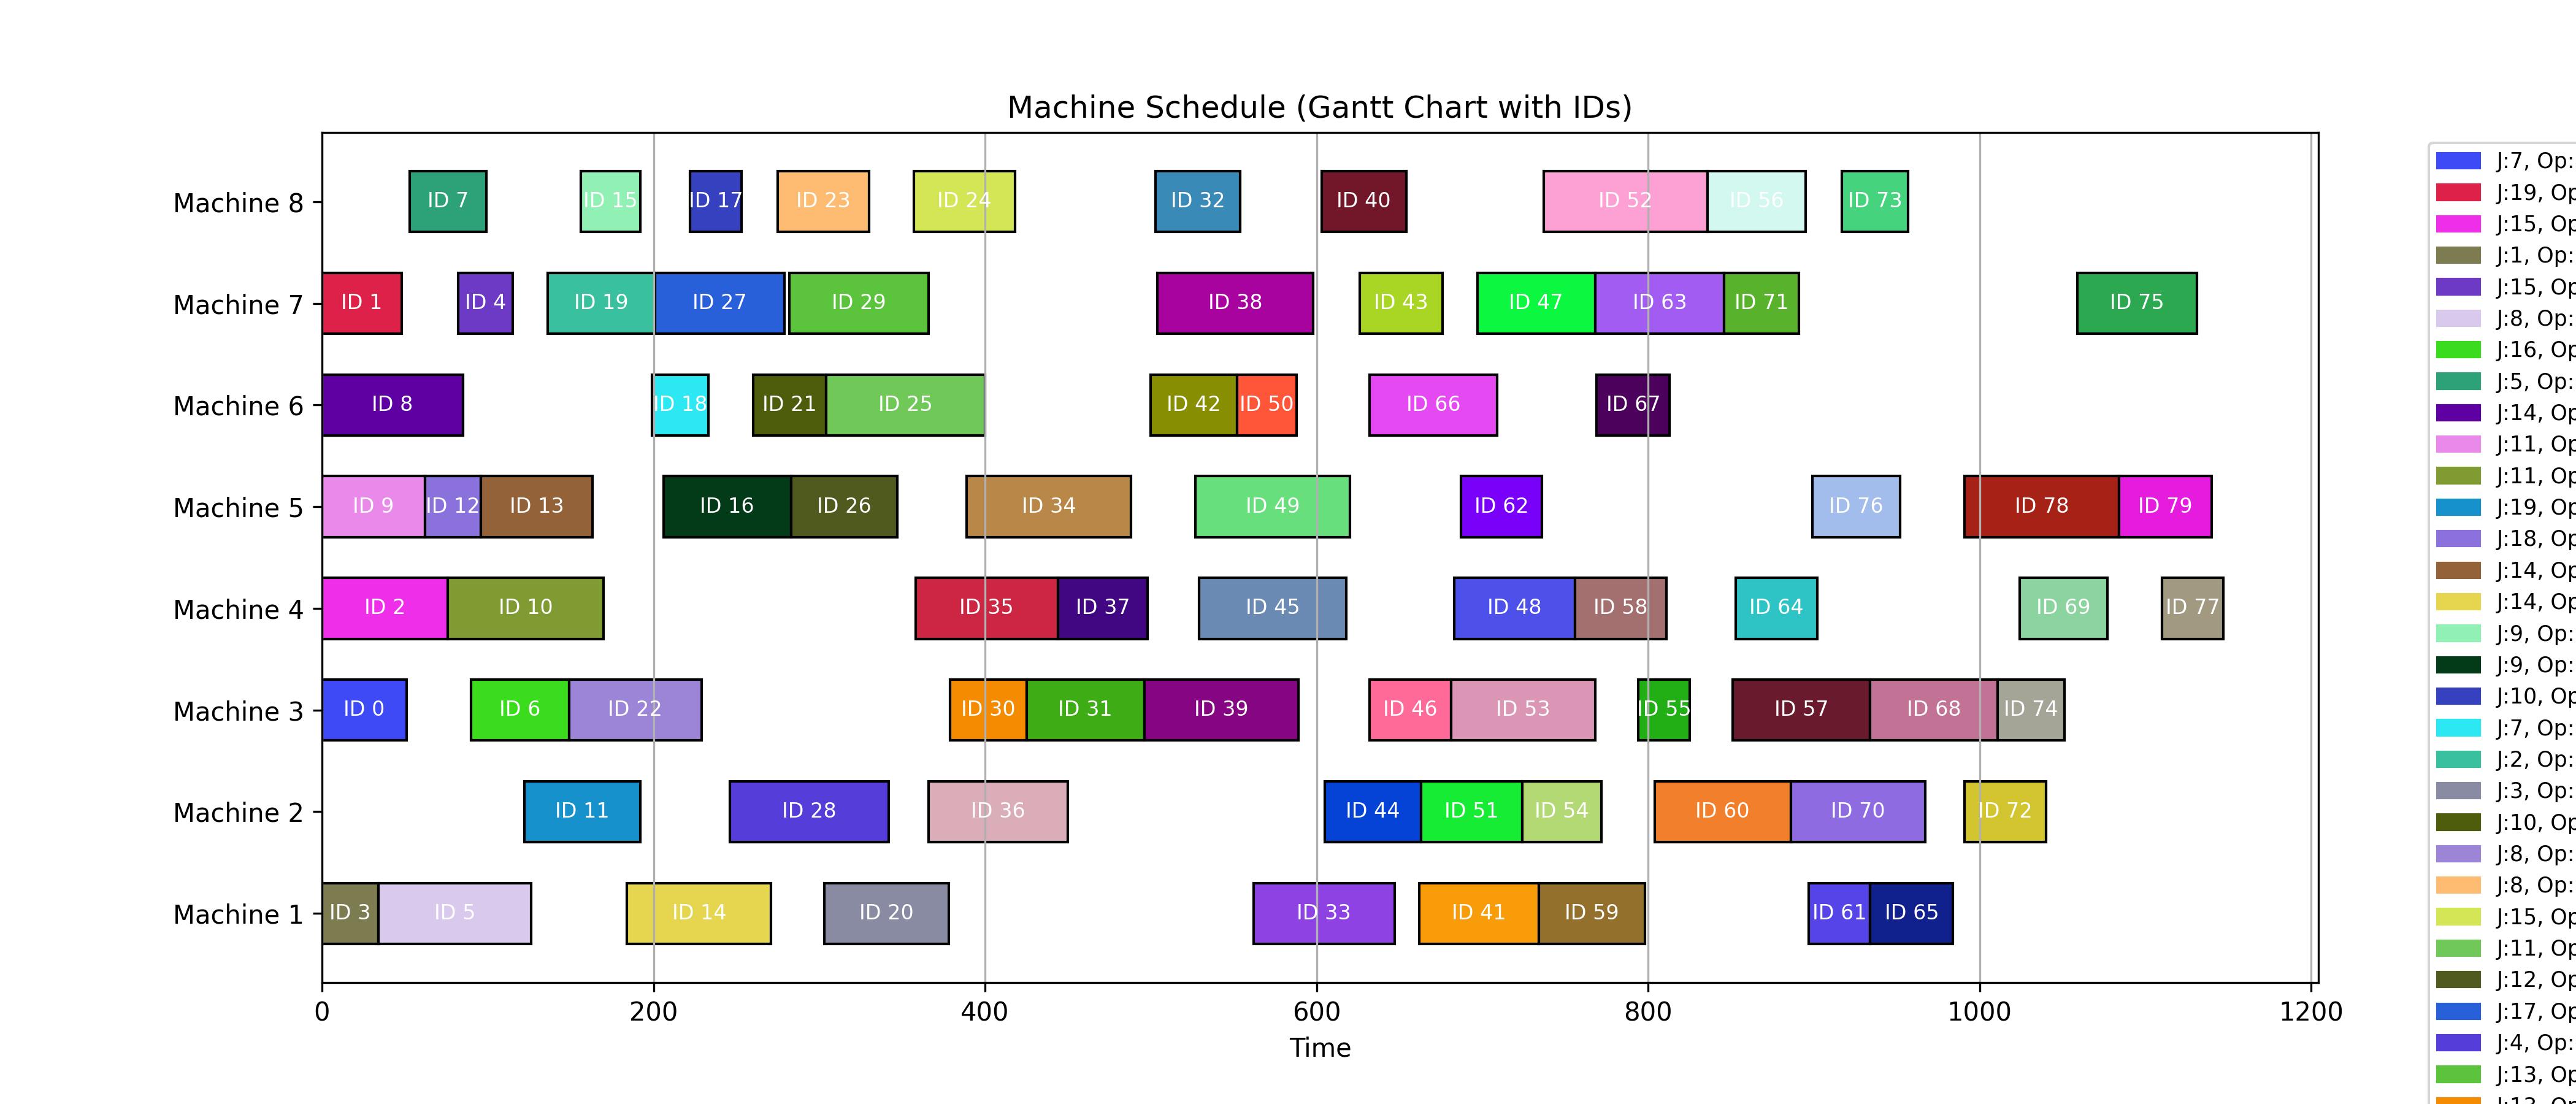 Machine Schedule (Gantt Chart with IDs)
Machine 8
ID 7
ID 15
ID 17
ID 23
ID 24
ID 32
ID 40
ID 52
ID 56
ID 73
Machine 7
ID 1
ID 4
ID 19
ID 27
ID 29
ID 38
ID 43
ID 47
ID 63
ID 71
ID 75
Machine 6
ID 8
ID 18
ID 21
ID 25
ID 42
ID 50
ID 66
ID 67
Machine 5
ID 9
ID 12
ID 13
ID 16
ID 26
ID 34
ID 49
ID 62
ID 76
ID 78
ID 79
Machine 4
ID 2
ID 10
ID 35
ID 37
ID 45
ID 48
ID 58
ID 64
ID 69
ID 77
Machine 3
ID 0
ID 6
ID 22
ID 30
ID 31
ID 39
ID 46
ID 53
ID 55
ID 57
ID 68
ID 74
Machine 2
ID 11
ID 28
ID 36
ID 44
ID 51
ID 54
ID 60
ID 70
ID 72
Machine 1
ID 3
ID 5
ID 14
ID 20
ID 33
ID 41
ID 59
ID 61
ID 65
0
200
400
600
800
1000
1200
Time
J:7, Op:
J:19, Op
J:15, Op
J:1, Op:
J:15, Op
J:8, Op:
J:16, Op
J:5, Op:
J:14, Op
J:11, Op
J:11, Op
J:19, Op
J:18, Op
J:14, Op
J:14, Op
J:9, Op:
J:9, Op:
J:10, Op
J:7, Op:
J:2, Op:
J:3, Op:
J:10, Op
J:8, Op:
J:8, Op:
J:15, Op
J:11, Op
J:12, Op
J:17, Op
J:4, Op:
J:13, Op
J:13, Op